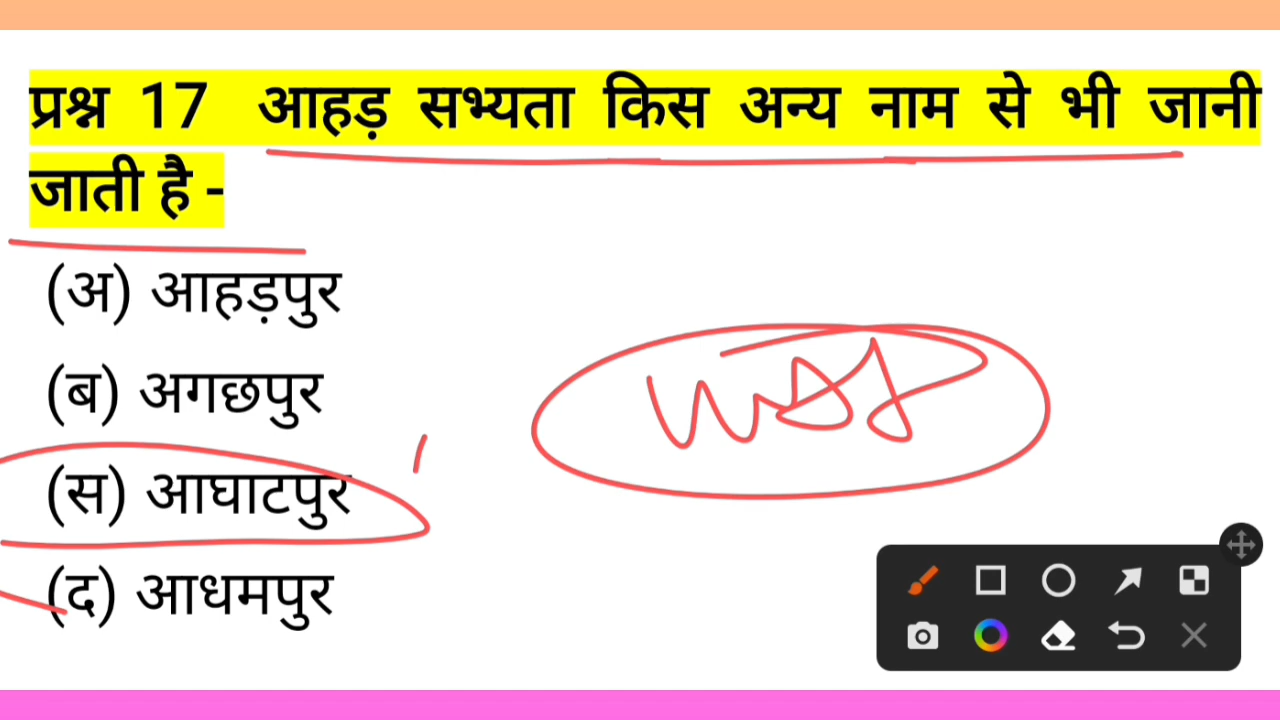 प्रश्न 17 आहड़ सभ्यता किस अन्य नाम से भी जानी
जाती है -
(अ) आहड़पुर
(ब) अगछपुर
(स) आघाटपुर
(द) आधमपुर